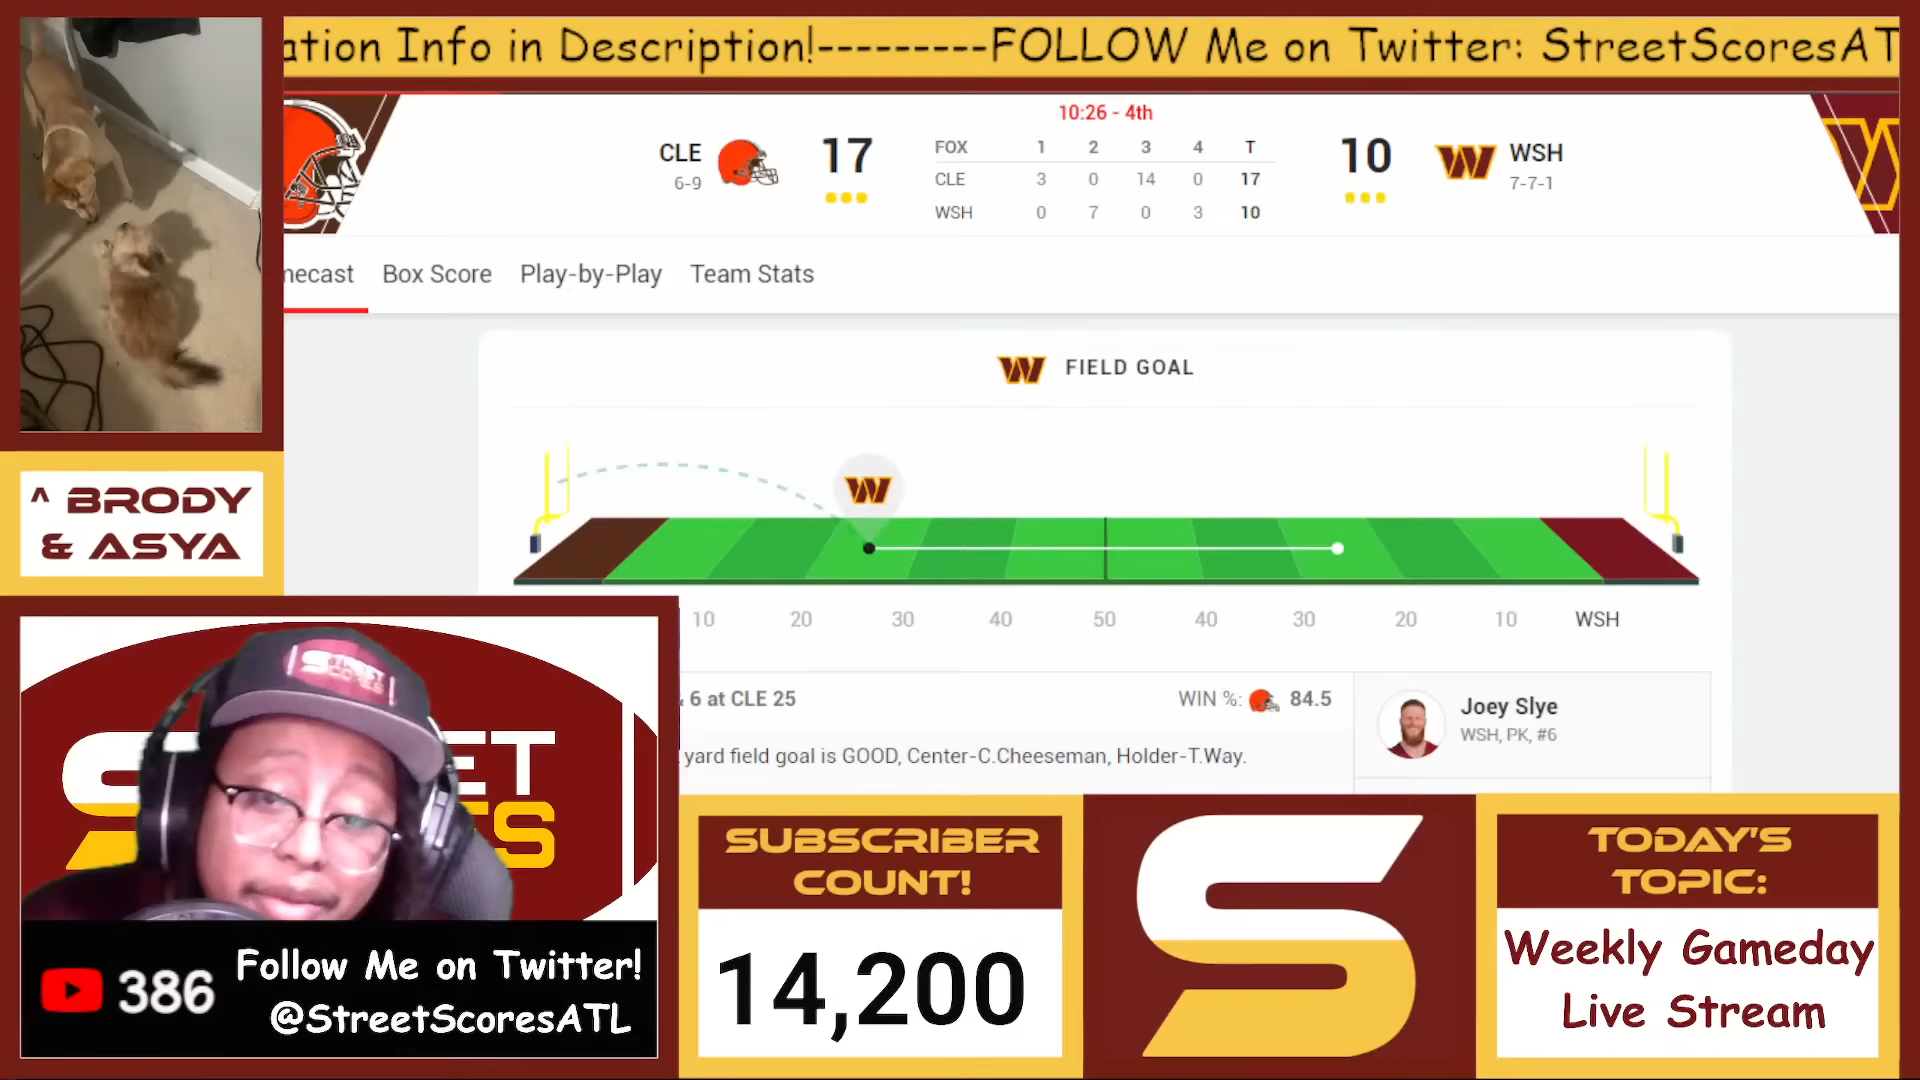 ation Info in Description!---------FOLLOW Me on Twitter: StreetScoresAT
10:26 - 4th
CLE 17 FOX 1 2 3 4 T 10 WSH
6-9 CLE 3 0 14 0 17 7-7-1
WSH 0 7 0 3 10
necast Box Score Play-by-Play Team Stats
W FIELD GOAL
W
^ BRODY
& ASYA
10 20 30 40 50 40 30 20 10 WSH
6 at CLE 25 WIN %: 84.5
yard field goal is GOOD, Center-C.Cheeseman, Holder-T.Way.
Joey Slye
WSH, PK, #6
STREET
SCORES
ET
ES
386
Follow Me on Twitter!
@StreetScoresATL
SUBSCRIBER
COUNT!
14,200
S
TODAY'S
TOPIC:
Weekly Gameday
Live Stream